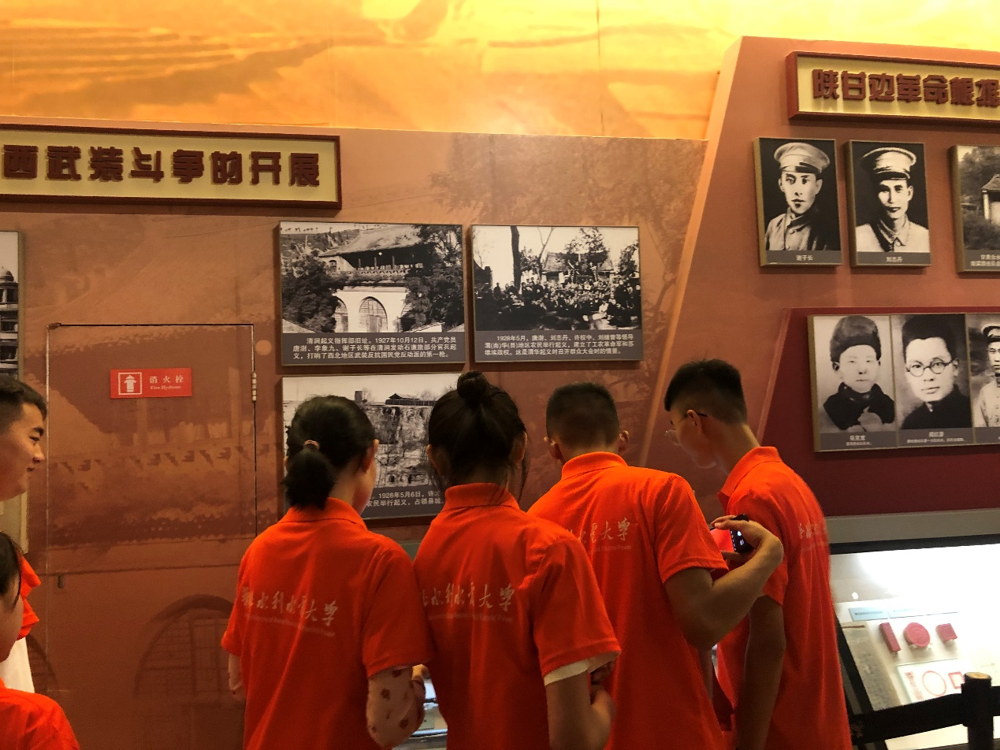 西武装斗争的开展
陕甘边革命根据
谢子长
刘志丹
消火栓
Fire Hydrant
清涧起义指挥部旧址。1927年10月12日，共产党员
唐澍、李象九、谢子长等在清涧发动石谦旅部分官兵起
义，打响了西北地区武装反抗国民党反动派的第一枪。
1928年5月，唐澍、刘志丹、许权中、刘继曾等领导
渭(南)华(县)地区农民举行起义，建立了工农革命军和苏
维埃政权。这是渭华起义时召开群众大会时的情景。
1928年5月6日，许才
农民举行起义，占领县城
水利水电大学
水利水电大学
水电大学